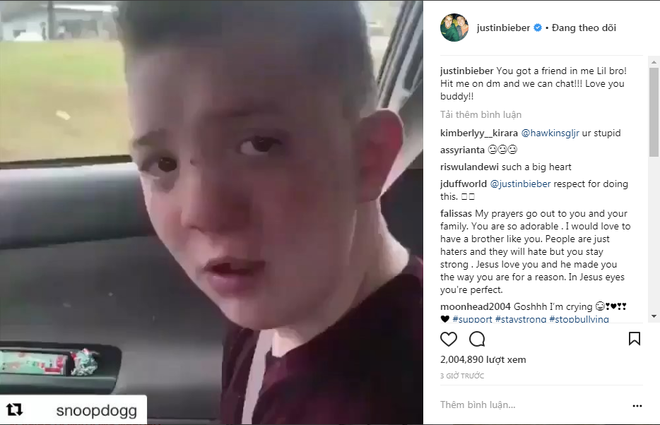 justinbieber • Đang theo dõi
justinbieber You got a friend in me Lil bro!
Hit me on dm and we can chat!!! Love you
buddy!!
Tải thêm bình luận
kimberlyy__kirara @hawkinsgljr ur stupid
assyrianta
riswulandewi such a big heart
jduffworld @justinbieber respect for doing
this.
falissas My prayers go out to you and your
family. You are so adorable . I would love to
have a brother like you. People are just
haters and they will hate but you stay
strong . Jesus love you and he made you
the way you are for a reason. In Jesus eyes
you're perfect.
moonhead2004 Goshhh I'm crying
#support #staystrong #stopbullying
2,004,890 lượt xem
3 GIỜ TRƯỚC
Thêm bình luận...
snoopdogg